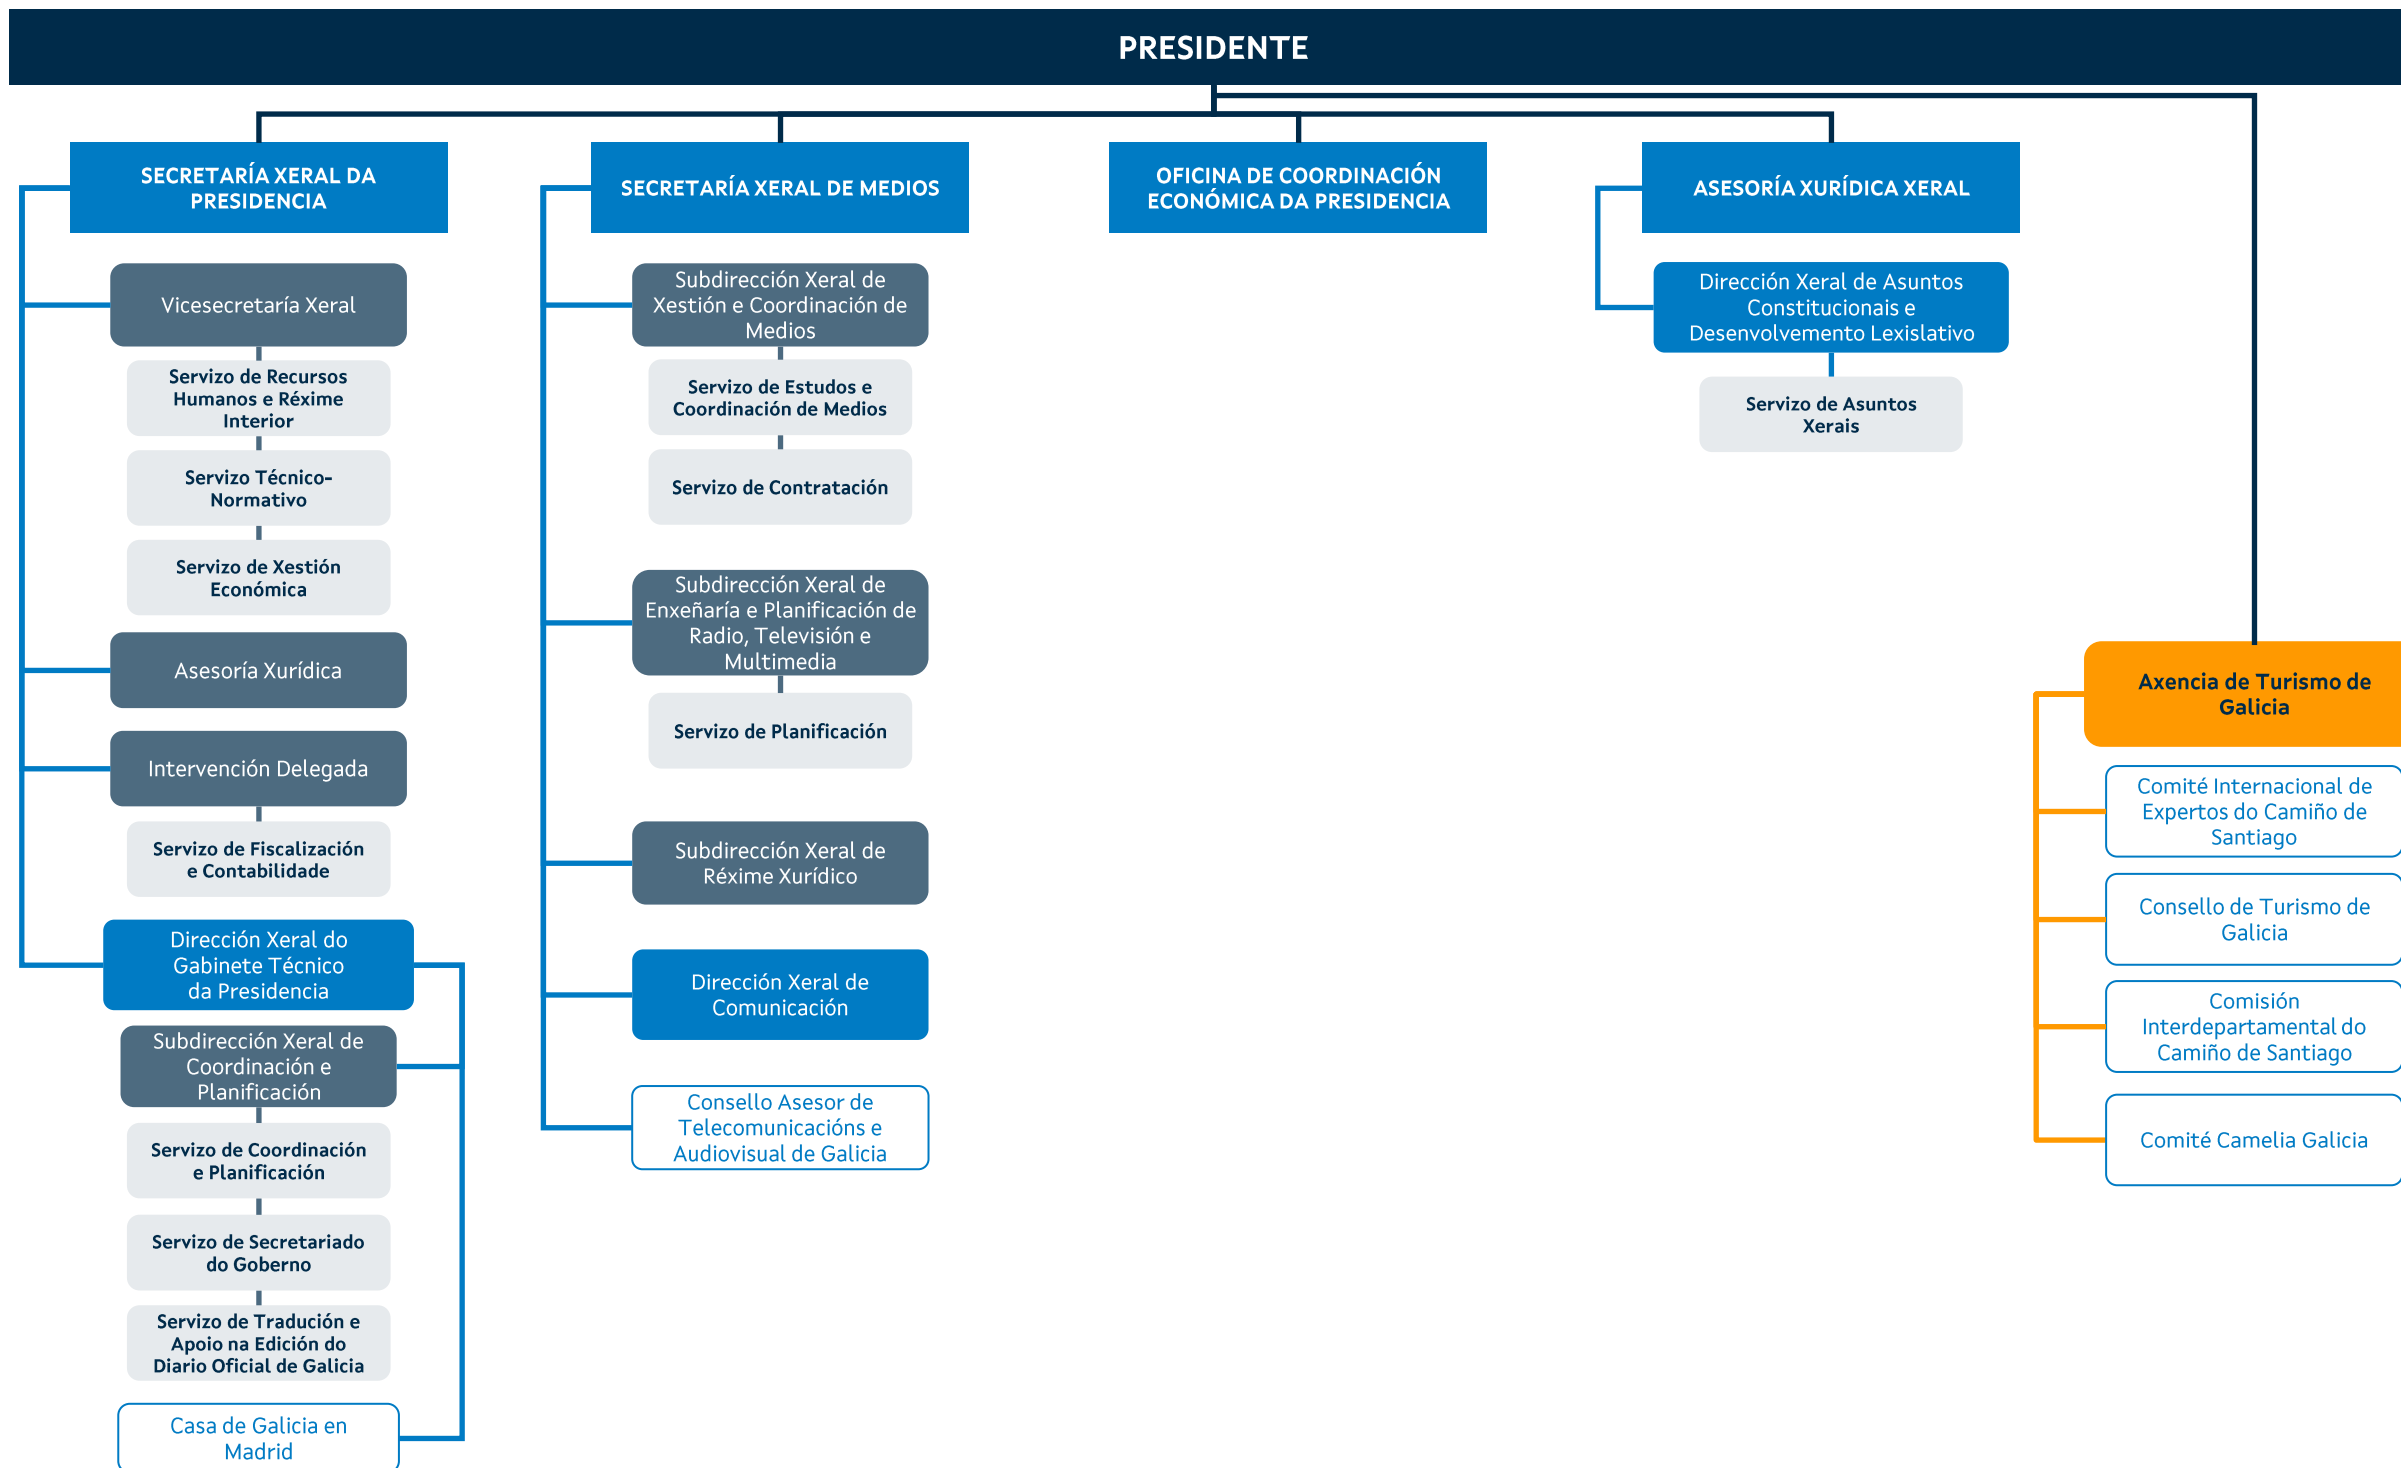 PRESIDENTE
SECRETARÍA XERAL DA
PRESIDENCIA
Vicesecretaría Xeral
Servizo de Recursos
Humanos e Réxime
Interior
Servizo Técnico-
Normativo
Servizo de Xestión
Económica
Asesoría Xurídica
Intervención Delegada
Servizo de Fiscalización
e Contabilidade
Dirección Xeral do
Gabinete Técnico
da Presidencia
Subdirección Xeral de
Coordinación e
Planificación
Servizo de Coordinación
e Planificación
Servizo de Secretariado
do Goberno
Servizo de Tradución e
Apoio na Edición do
Diario Oficial de Galicia
Casa de Galicia en
Madrid
SECRETARÍA XERAL DE MEDIOS
Subdirección Xeral de
Xestión e Coordinación de
Medios
Servizo de Estudos e
Coordinación de Medios
Servizo de Contratación
Subdirección Xeral de
Enxeñaría e Planificación de
Radio, Televisión e
Multimedia
Servizo de Planificación
Subdirección Xeral de
Réxime Xurídico
Dirección Xeral de
Comunicación
Consello Asesor de
Telecomunicacións e
Audiovisual de Galicia
OFICINA DE COORDINACIÓN
ECONÓMICA DA PRESIDENCIA
ASESORÍA XURÍDICA XERAL
Dirección Xeral de Asuntos
Constitucionais e
Desenvolvemento Lexislativo
Servizo de Asuntos
Xerais
Axencia de Turismo de
Galicia
Comité Internacional de
Expertos do Camiño de
Santiago
Consello de Turismo de
Galicia
Comisión
Interdepartamental do
Camiño de Santiago
Comité Camelia Galicia